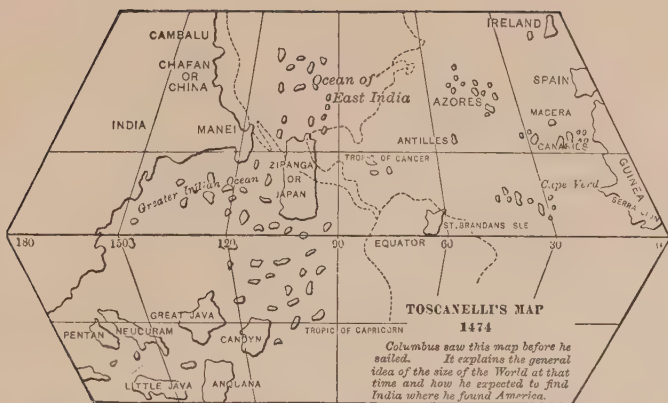 IRELAND
CAMBALU
CHAFAN
OR
CHINA
Ocean of
East India
SPAIN
AZORES
MADERA
INDIA
MANEI
ANTILLES
CANARIES
ZIPANGA
OR
JAPAN
TROPIC OF CANCER
GUINEA
Greater Indian Ocean
Cape Verd
SERRA
ST. BRANDANS ISLE
180
150
120
90
EQUATOR
60
30
GREAT JAVA
PENTAN
NEUCURAM
CANDYN
TROPIC OF CAPRICORN
LITTLE JAVA
ANGLANA
TOSCANELLI'S MAP
1474
Columbus saw this map before he
sailed. It explains the general
idea of the size of the World at that
time and how he expected to find
India where he found America.